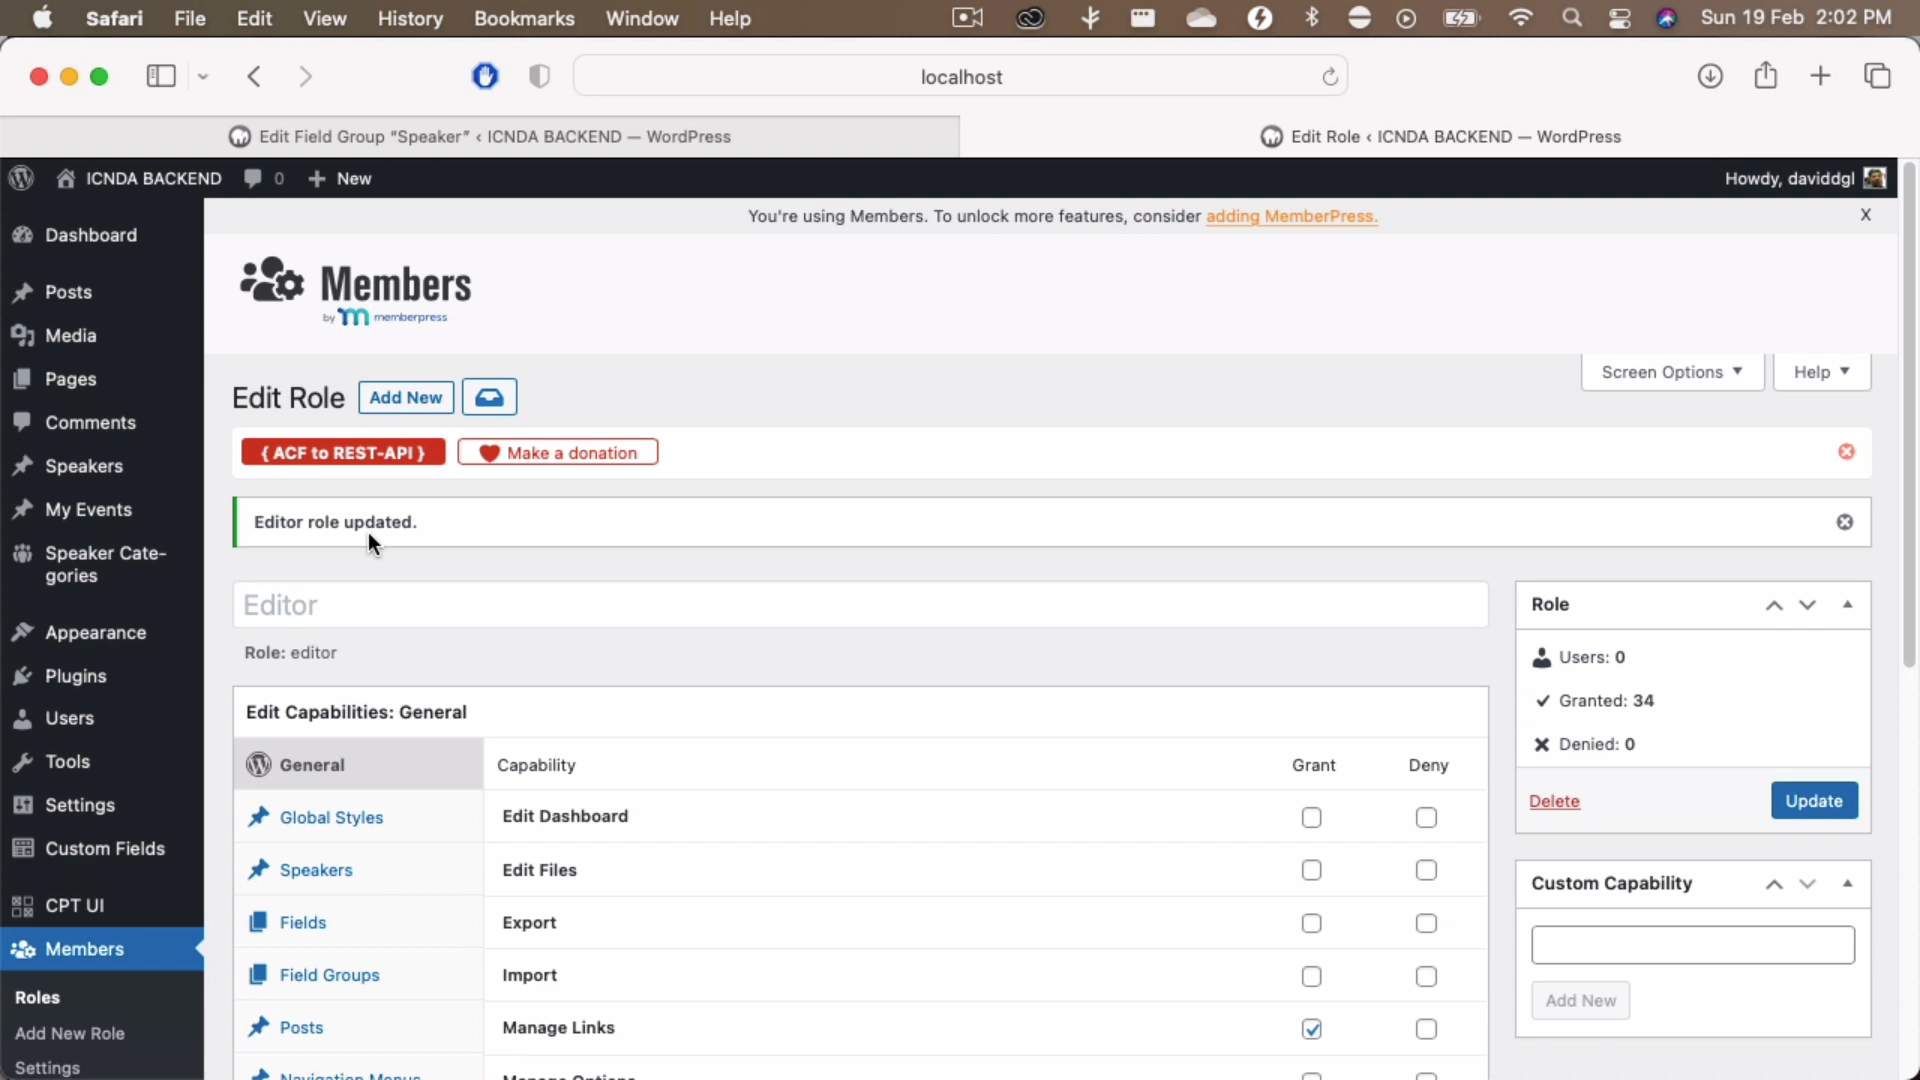 Safari File Edit View History Bookmarks Window Help Sun 19 Feb 2:02 PM
localhost
Edit Field Group “Speaker” ‹ ICNDA BACKEND — WordPress
Edit Role ‹ ICNDA BACKEND — WordPress
ICNDA BACKEND 0 New Howdy, daviddgl
You're using Members. To unlock more features, consider adding MemberPress. X
Dashboard
Posts
Media
Pages
Comments
Speakers
My Events
Speaker Cate-
gories
Appearance
Plugins
Users
Tools
Settings
Custom Fields
CPT UI
Members
Roles
Add New Role
Settings
Members
by m memberpress
Screen Options Help
Edit Role Add New
{ ACF to REST-API } Make a donation
Editor role updated.
Editor
Role: editor
Edit Capabilities: General
General Capability Grant Deny
Global Styles Edit Dashboard
Speakers Edit Files
Fields Export
Field Groups Import
Posts Manage Links
Navigation Menus Manage Options
Role
Users: 0
Granted: 34
Denied: 0
Delete Update
Custom Capability
Add New